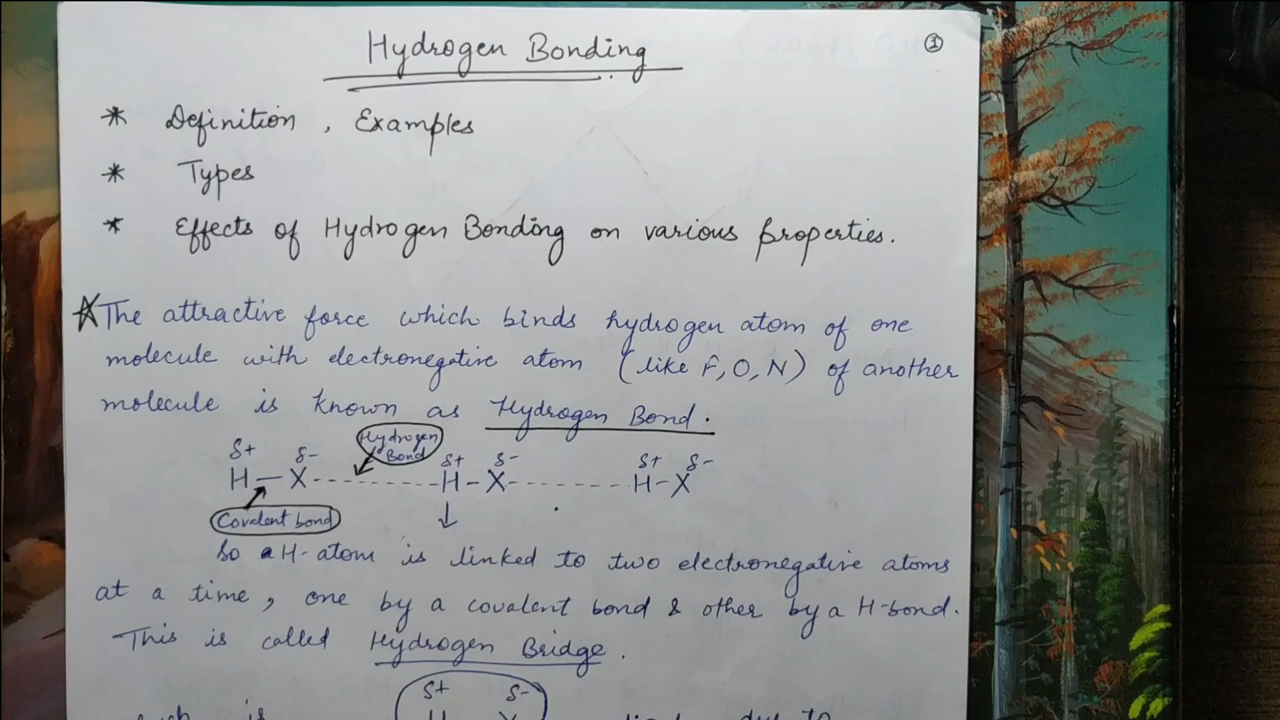 Hydrogen Bonding
①
* Definition, Examples
* Types
* Effects of Hydrogen Bonding on various properties.
* The attractive force which binds hydrogen atom of one
molecule with electronegative atom (like F, O, N) of another
molecule is known as Hydrogen Bond.
Hydrogen
Bond
δ+ δ- δ+ δ- δ+ δ-
H—X--------H-X--------H-X
Covalent bond ↓
So a H-atom is linked to two electronegative atoms
at a time, one by a covalent bond & other by a H-bond.
This is called Hydrogen Bridge.
δ+ δ-
H X
is due to